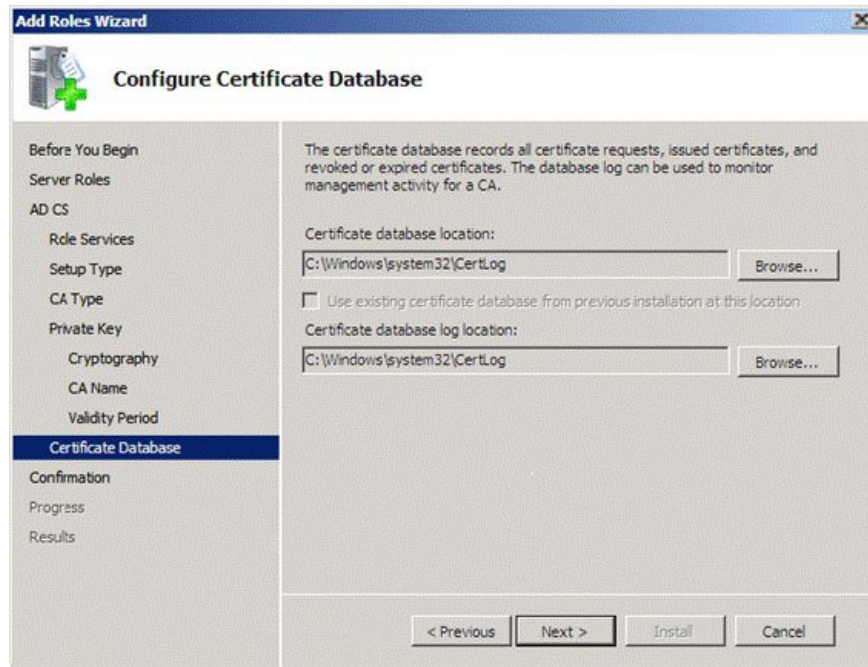 Add Roles Wizard
Configure Certificate Database
Before You Begin
Server Roles
AD CS
Role Services
Setup Type
CA Type
Private Key
Cryptography
CA Name
Validity Period
Certificate Database
Confirmation
Progress
Results
The certificate database records all certificate requests, issued certificates, and
revoked or expired certificates. The database log can be used to monitor
management activity for a CA.
Certificate database location:
C:\Windows\system32\CertLog
Browse...
Use existing certificate database from previous installation at this location
Certificate database log location:
C:\Windows\system32\CertLog
Browse...
< Previous
Next >
Install
Cancel